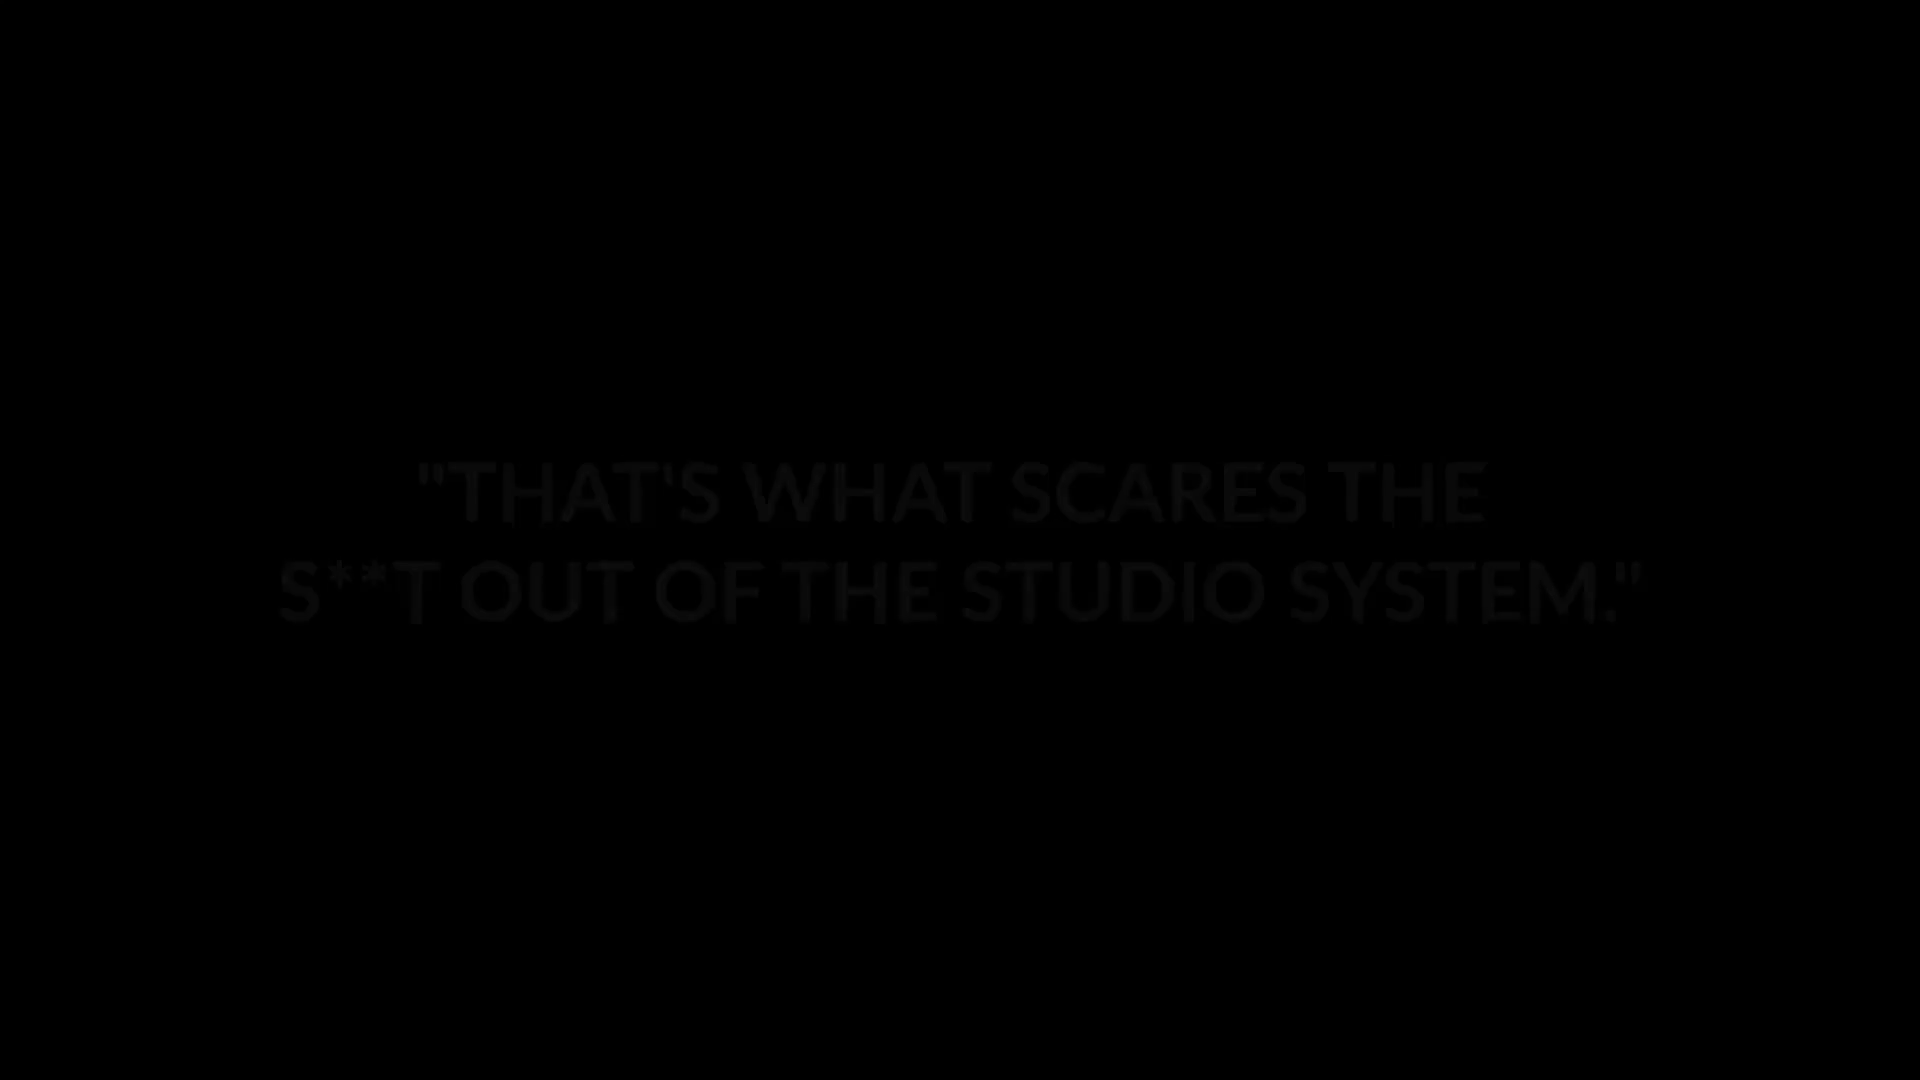 "THAT'S WHAT SCARES THE
S**T OUT OF THE STUDIO SYSTEM."